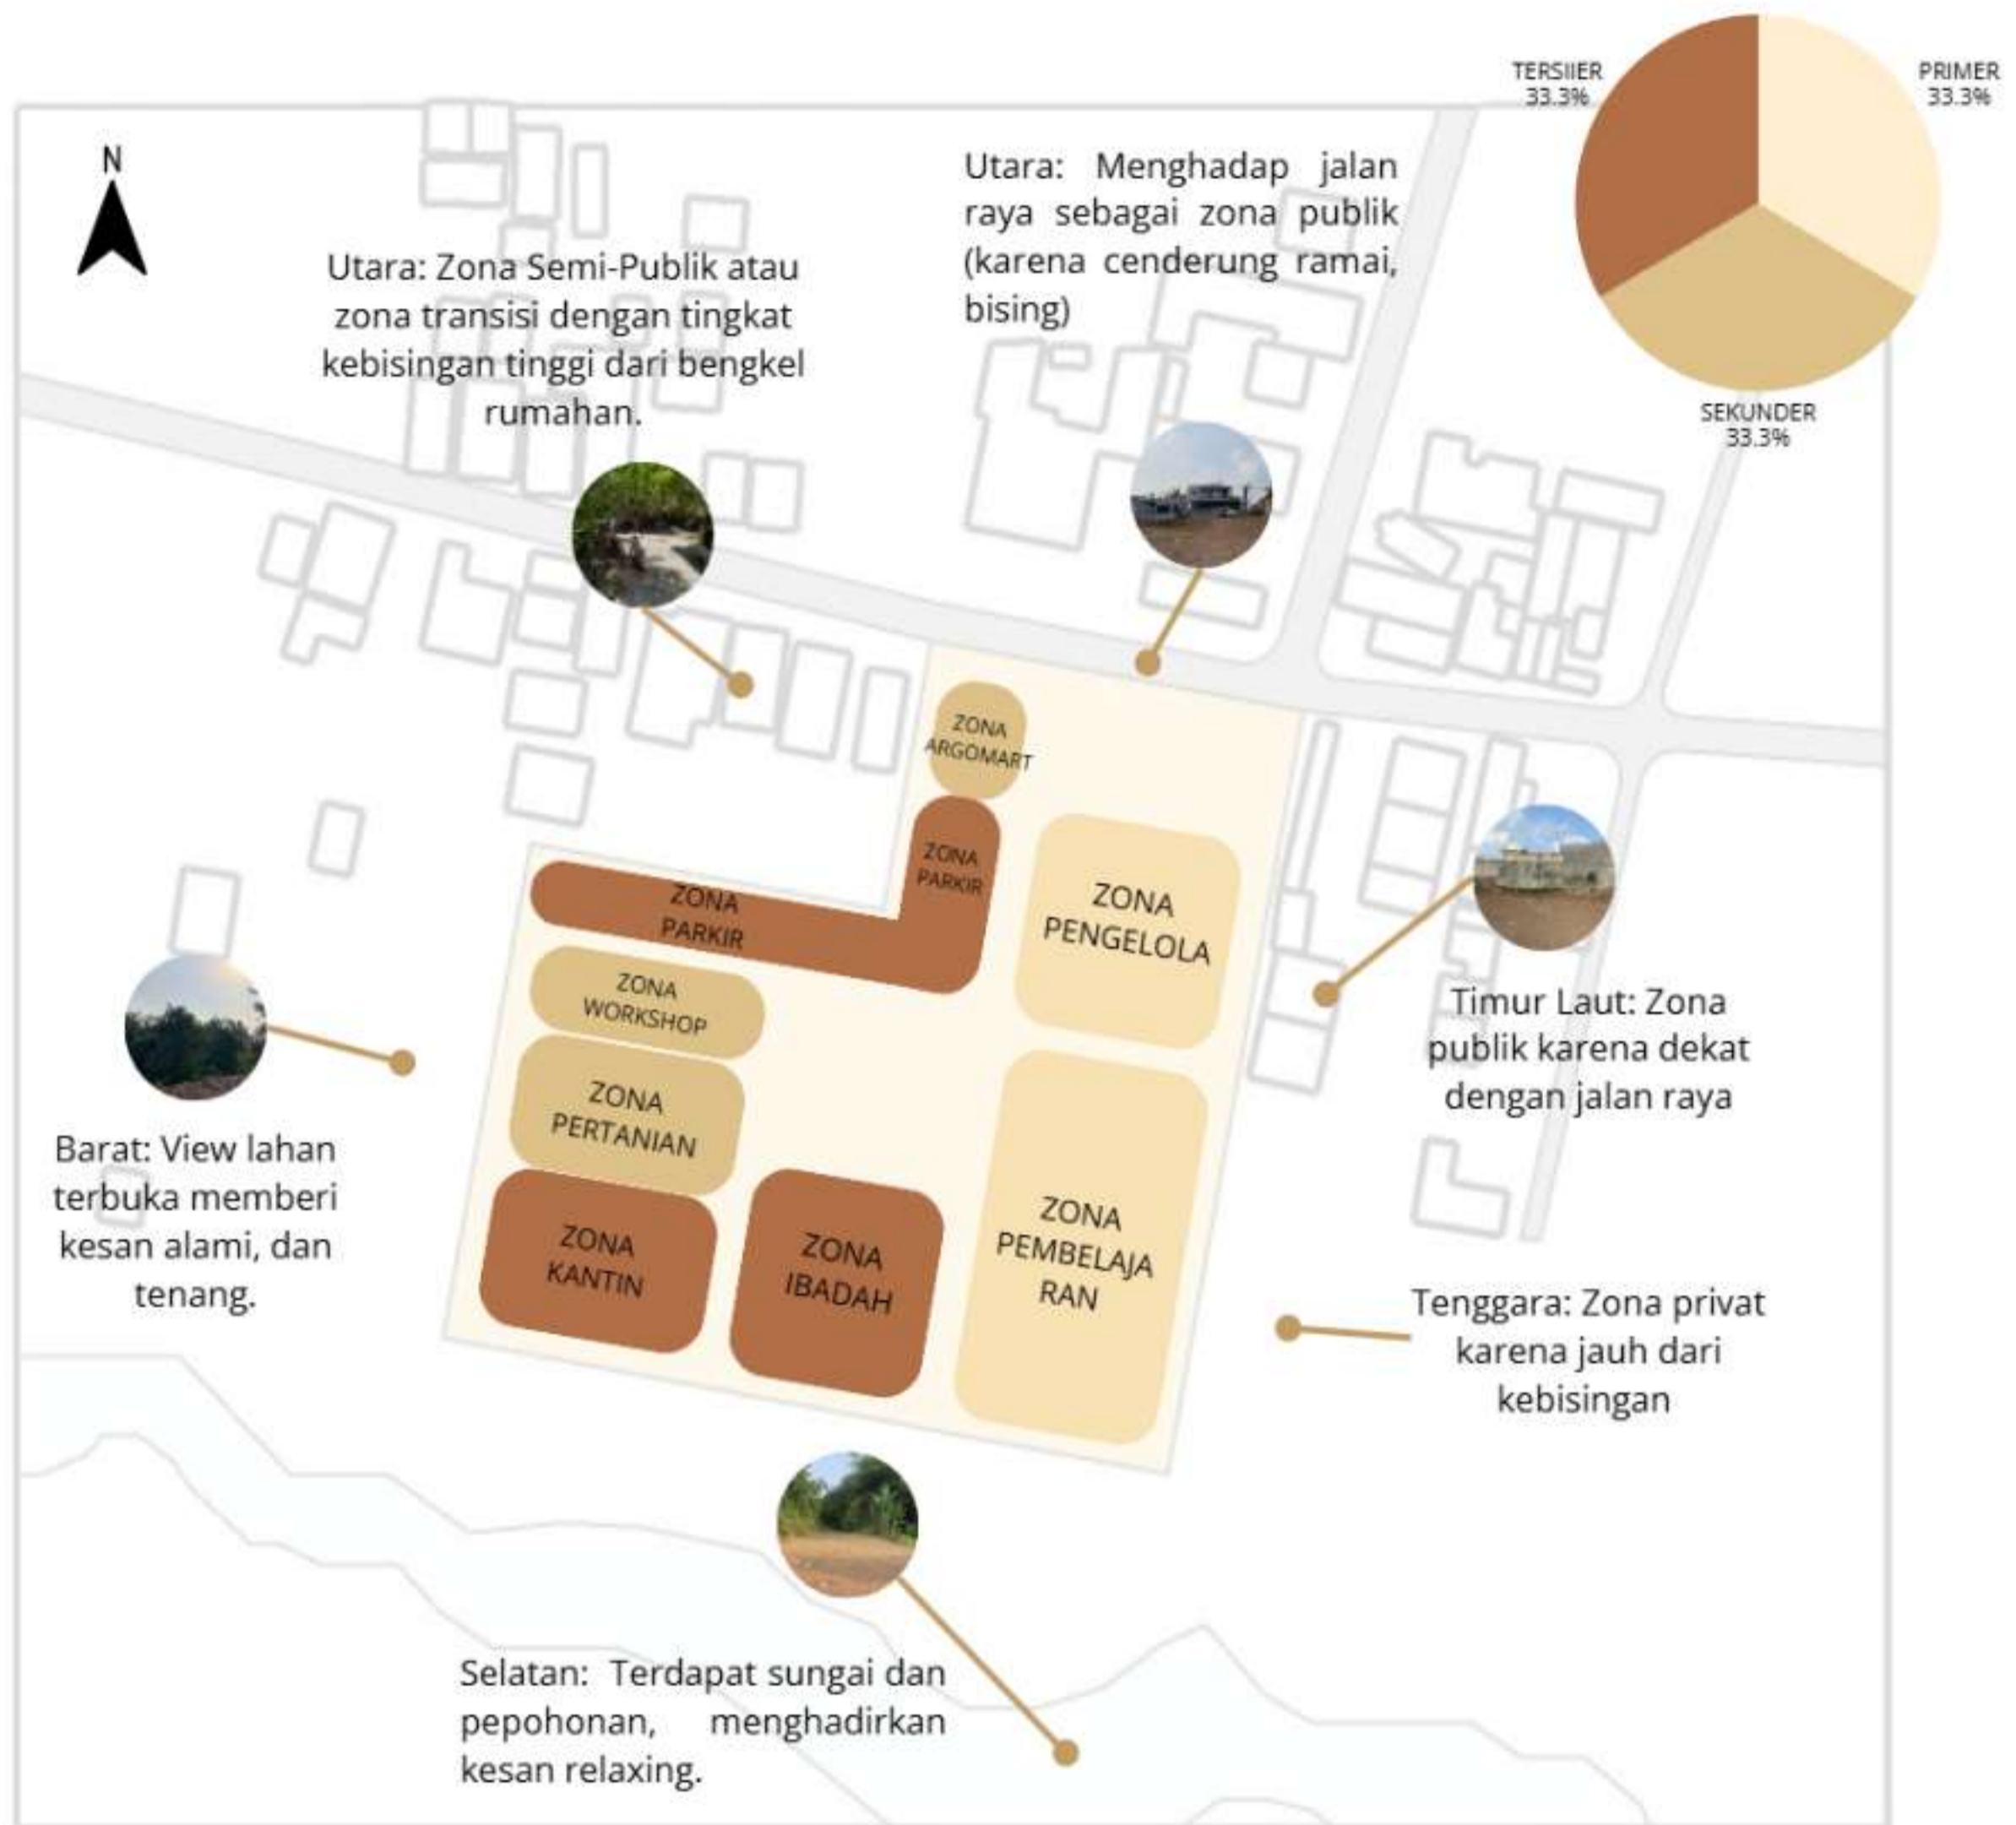 TERSIIER
33.3%
PRIMER
33.3%
SEKUNDER
33.3%
N
Utara: Menghadap jalan
raya sebagai zona publik
(karena cenderung ramai,
bising)
Utara: Zona Semi-Publik atau
zona transisi dengan tingkat
kebisingan tinggi dari bengkel
rumahan.
ZONA
ARGOMART
ZONA
PARKIR
ZONA
PARKIR
ZONA
PENGELOLA
ZONA
WORKSHOP
ZONA
PERTANIAN
ZONA
KANTIN
ZONA
IBADAH
ZONA
PEMBELAJA
RAN
Timur Laut: Zona
publik karena dekat
dengan jalan raya
Barat: View lahan
terbuka memberi
kesan alami, dan
tenang.
Tenggara: Zona privat
karena jauh dari
kebisingan
Selatan: Terdapat sungai dan
pepohonan, menghadirkan
kesan relaxing.